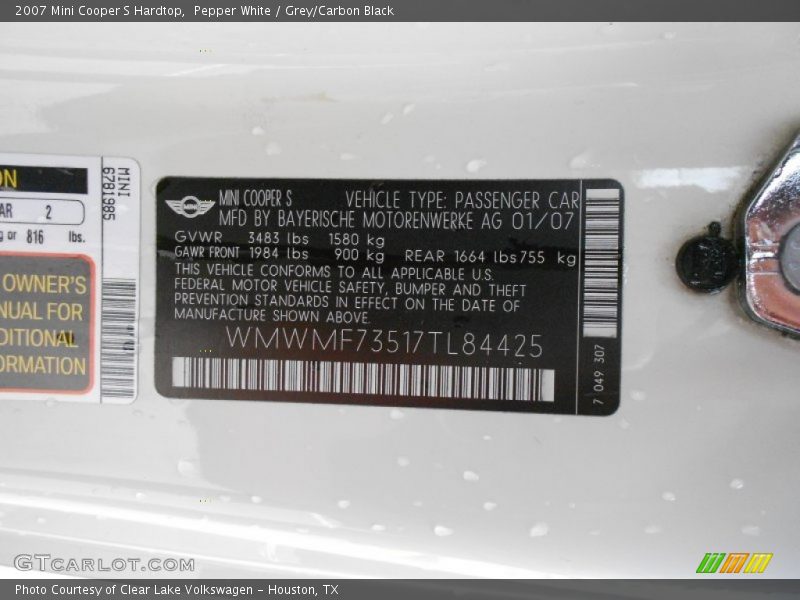 2007 Mini Cooper S Hardtop,  Pepper White / Grey/Carbon Black
ON
AR 2
g or 816 lbs.
OWNER'S
NUAL FOR
DITIONAL
ORMATION
MINI
6781985
MINI
MINI COOPER S VEHICLE TYPE: PASSENGER CAR
MFD BY BAYERISCHE MOTORENWERKE AG 01/07
GVWR 3483 lbs 1580 kg
GAWR FRONT 1984 lbs 900 kg REAR 1664 lbs 755 kg
THIS VEHICLE CONFORMS TO ALL APPLICABLE U.S.
FEDERAL MOTOR VEHICLE SAFETY, BUMPER AND THEFT
PREVENTION STANDARDS IN EFFECT ON THE DATE OF
MANUFACTURE SHOWN ABOVE.
WMWMF73517TL84425
7 049 307
GTCARLOT.COM
Photo Courtesy of Clear Lake Volkswagen - Houston, TX